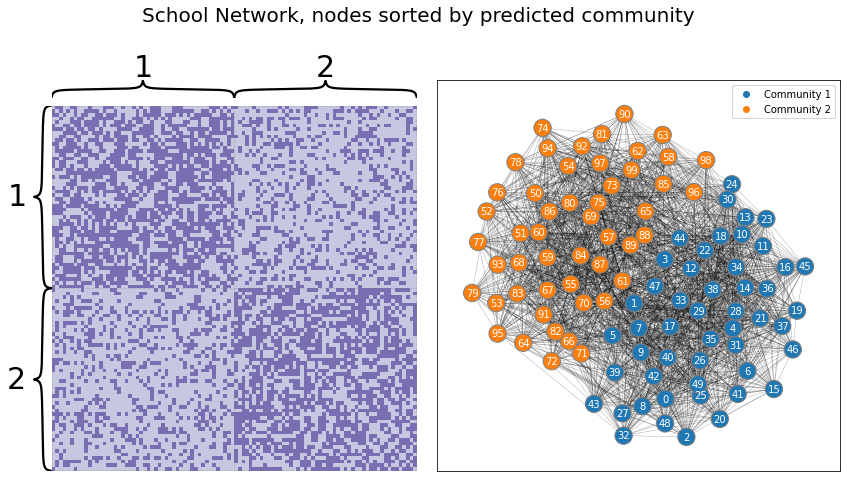 School Network, nodes sorted by predicted community
1 2
1
2
Community 1
Community 2
90
74 81 63
94 92 62 58
78 54 97 99 98
73 85 24
76 50 96 30
52 86 80 75 65 13 23
69
51 60 57 88 44 18 10
77 89 22 11
93 68 59 84 87 3 12 34 16 45
61
79 83 67 55 47 38 14 36
53 70 56 1 33
91 29 28 21 19
95 82 5 7 17 4 37
64 66 35 31
72 71 9 40 26 46
39 42 6
49 15
43 8 0 25 41
27 48 20
32 2